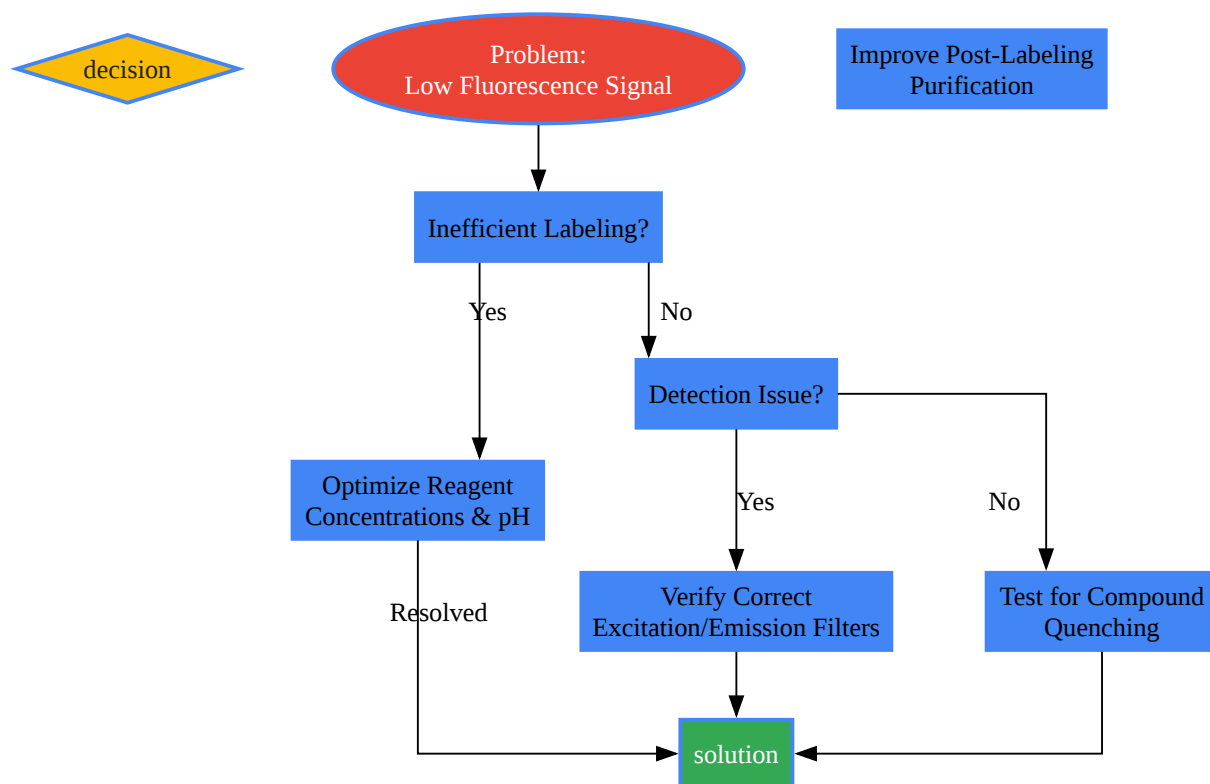 decision
Problem:
Low Fluorescence Signal
Improve Post-Labeling
Purification
Inefficient Labeling?
Yes
No
Detection Issue?
Optimize Reagent
Concentrations & pH
Yes
No
Resolved
Verify Correct
Excitation/Emission Filters
Test for Compound
Quenching
solution